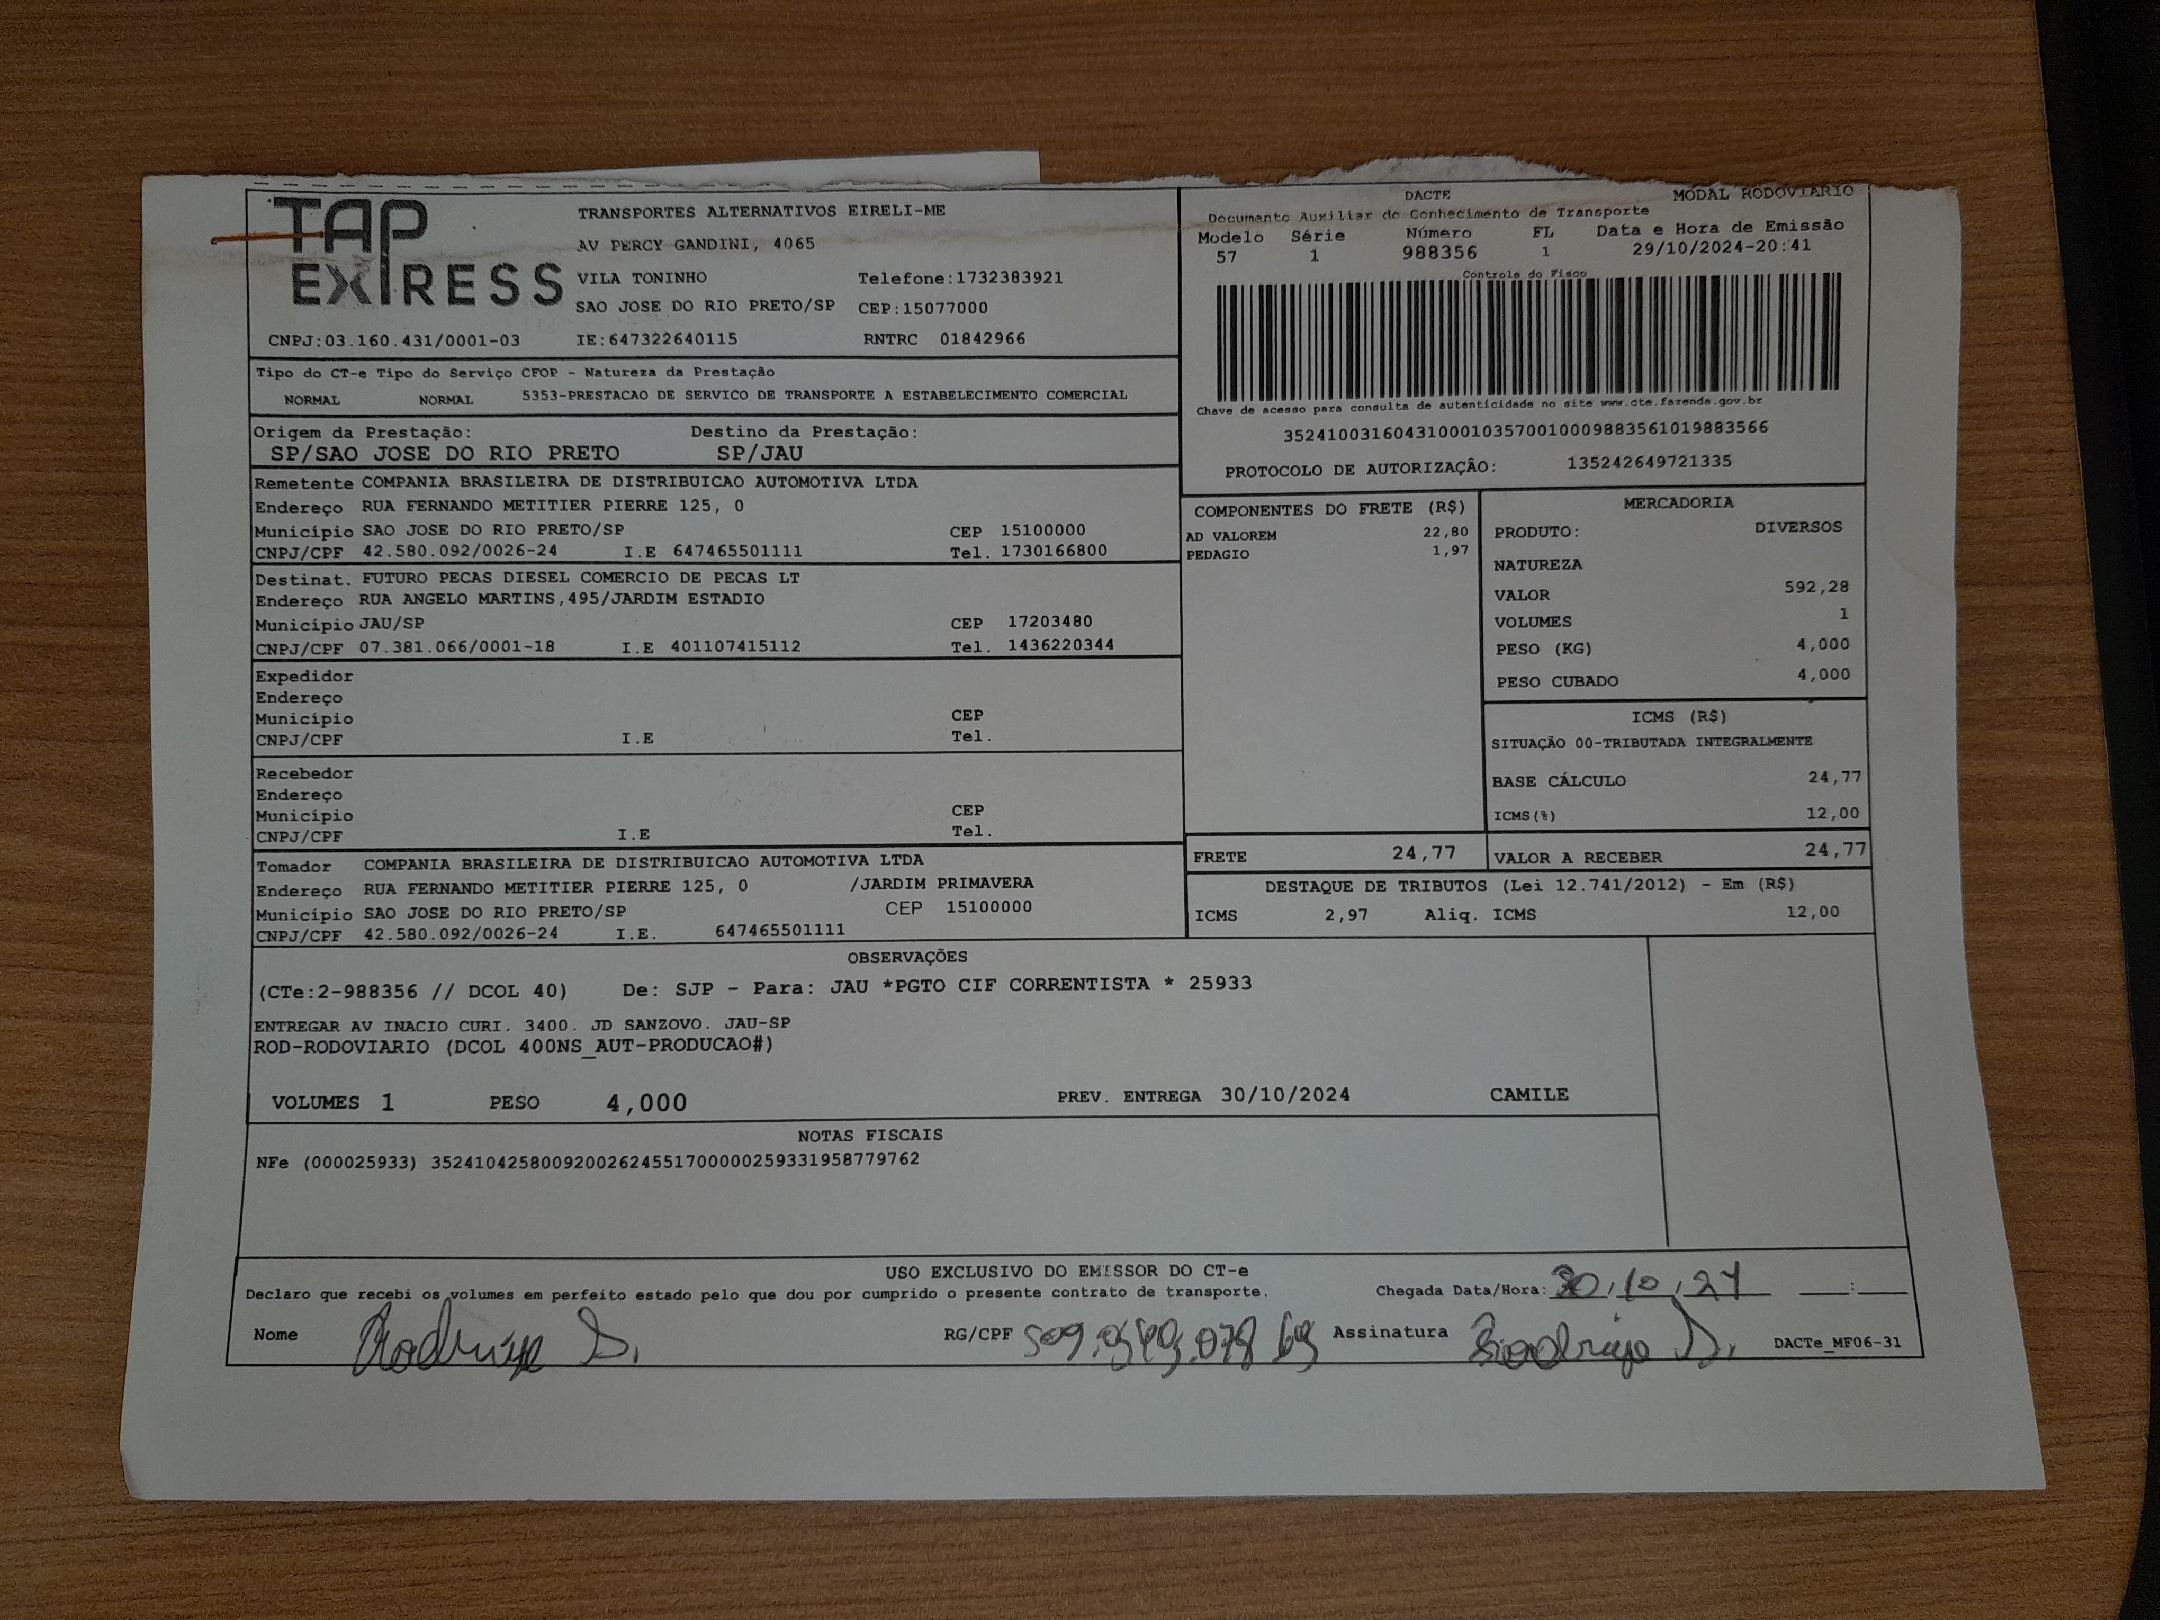 TAP EXPRESS
TRANSPORTES ALTERNATIVOS EIRELI-ME
AV PERCY GANDINI, 4065
VILA TONINHO Telefone:1732383921
SAO JOSE DO RIO PRETO/SP CEP:15077000
CNPJ:03.160.431/0001-03 IE:647322640115 RNTRC 01842966
DACTE MODAL RODOVIÁRIO
Documento Auxiliar do Conhecimento de Transporte
Modelo Série Número FL Data e Hora de Emissão
57 1 988356 1 29/10/2024-20:41
Controle do Fisco
Chave de acesso para consulta de autenticidade no site www.cte.fazenda.gov.br
35241003160431000103570010009883561019883566
PROTOCOLO DE AUTORIZAÇÃO: 135242649721335
Tipo do CT-e Tipo do Serviço CFOP - Natureza da Prestação
NORMAL NORMAL 5353-PRESTACAO DE SERVICO DE TRANSPORTE A ESTABELECIMENTO COMERCIAL
Origem da Prestação: Destino da Prestação:
SP/SAO JOSE DO RIO PRETO SP/JAU
Remetente COMPANIA BRASILEIRA DE DISTRIBUICAO AUTOMOTIVA LTDA
Endereço RUA FERNANDO METITIER PIERRE 125, 0
Município SAO JOSE DO RIO PRETO/SP CEP 15100000
CNPJ/CPF 42.580.092/0026-24 I.E 647465501111 Tel. 1730166800
Destinat. FUTURO PECAS DIESEL COMERCIO DE PECAS LT
Endereço RUA ANGELO MARTINS,495/JARDIM ESTADIO
Município JAU/SP CEP 17203480
CNPJ/CPF 07.381.066/0001-18 I.E 401107415112 Tel. 1436220344
Expedidor
Endereço
Município CEP
CNPJ/CPF I.E Tel.
Recebedor
Endereço
Município CEP
CNPJ/CPF I.E Tel.
Tomador COMPANIA BRASILEIRA DE DISTRIBUICAO AUTOMOTIVA LTDA
Endereço RUA FERNANDO METITIER PIERRE 125, 0 /JARDIM PRIMAVERA
Município SAO JOSE DO RIO PRETO/SP CEP 15100000
CNPJ/CPF 42.580.092/0026-24 I.E. 647465501111
COMPONENTES DO FRETE (R$)
AD VALOREM 22,80
PEDAGIO 1,97
MERCADORIA
PRODUTO: DIVERSOS
NATUREZA
VALOR 592,28
VOLUMES 1
PESO (KG) 4,000
PESO CUBADO 4,000
ICMS (R$)
SITUAÇÃO 00-TRIBUTADA INTEGRALMENTE
BASE CÁLCULO 24,77
ICMS(%) 12,00
FRETE 24,77 VALOR A RECEBER 24,77
DESTAQUE DE TRIBUTOS (Lei 12.741/2012) - Em (R$)
ICMS 2,97 Aliq. ICMS 12,00
OBSERVAÇÕES
(CTe:2-988356 // DCOL 40) De: SJP - Para: JAU *PGTO CIF CORRENTISTA * 25933
ENTREGAR AV INACIO CURI. 3400. JD SANZOVO. JAU-SP
ROD-RODOVIARIO (DCOL 400NS_AUT-PRODUCAO#)
VOLUMES 1 PESO 4,000 PREV. ENTREGA 30/10/2024 CAMILE
NOTAS FISCAIS
NFe (000025933) 35241042580092002624551700000259331958779762
USO EXCLUSIVO DO EMISSOR DO CT-e
Declaro que recebi os volumes em perfeito estado pelo que dou por cumprido o presente contrato de transporte. Chegada Data/Hora: 30,10,24 :
Nome Rodrigo S. RG/CPF Assinatura Rodrigo S. DACTe_MF06-31